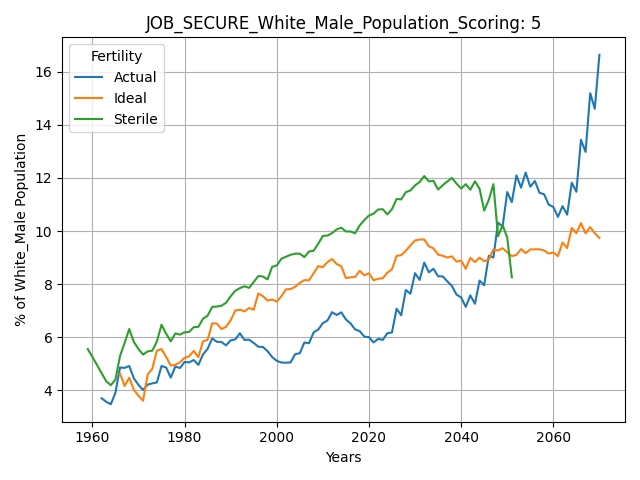 JOB_SECURE_White_Male_Population_Scoring: 5
Fertility
Actual
Ideal
Sterile
% of White_Male Population
16
14
12
10
8
6
4
1960 1980 2000 2020 2040 2060
Years